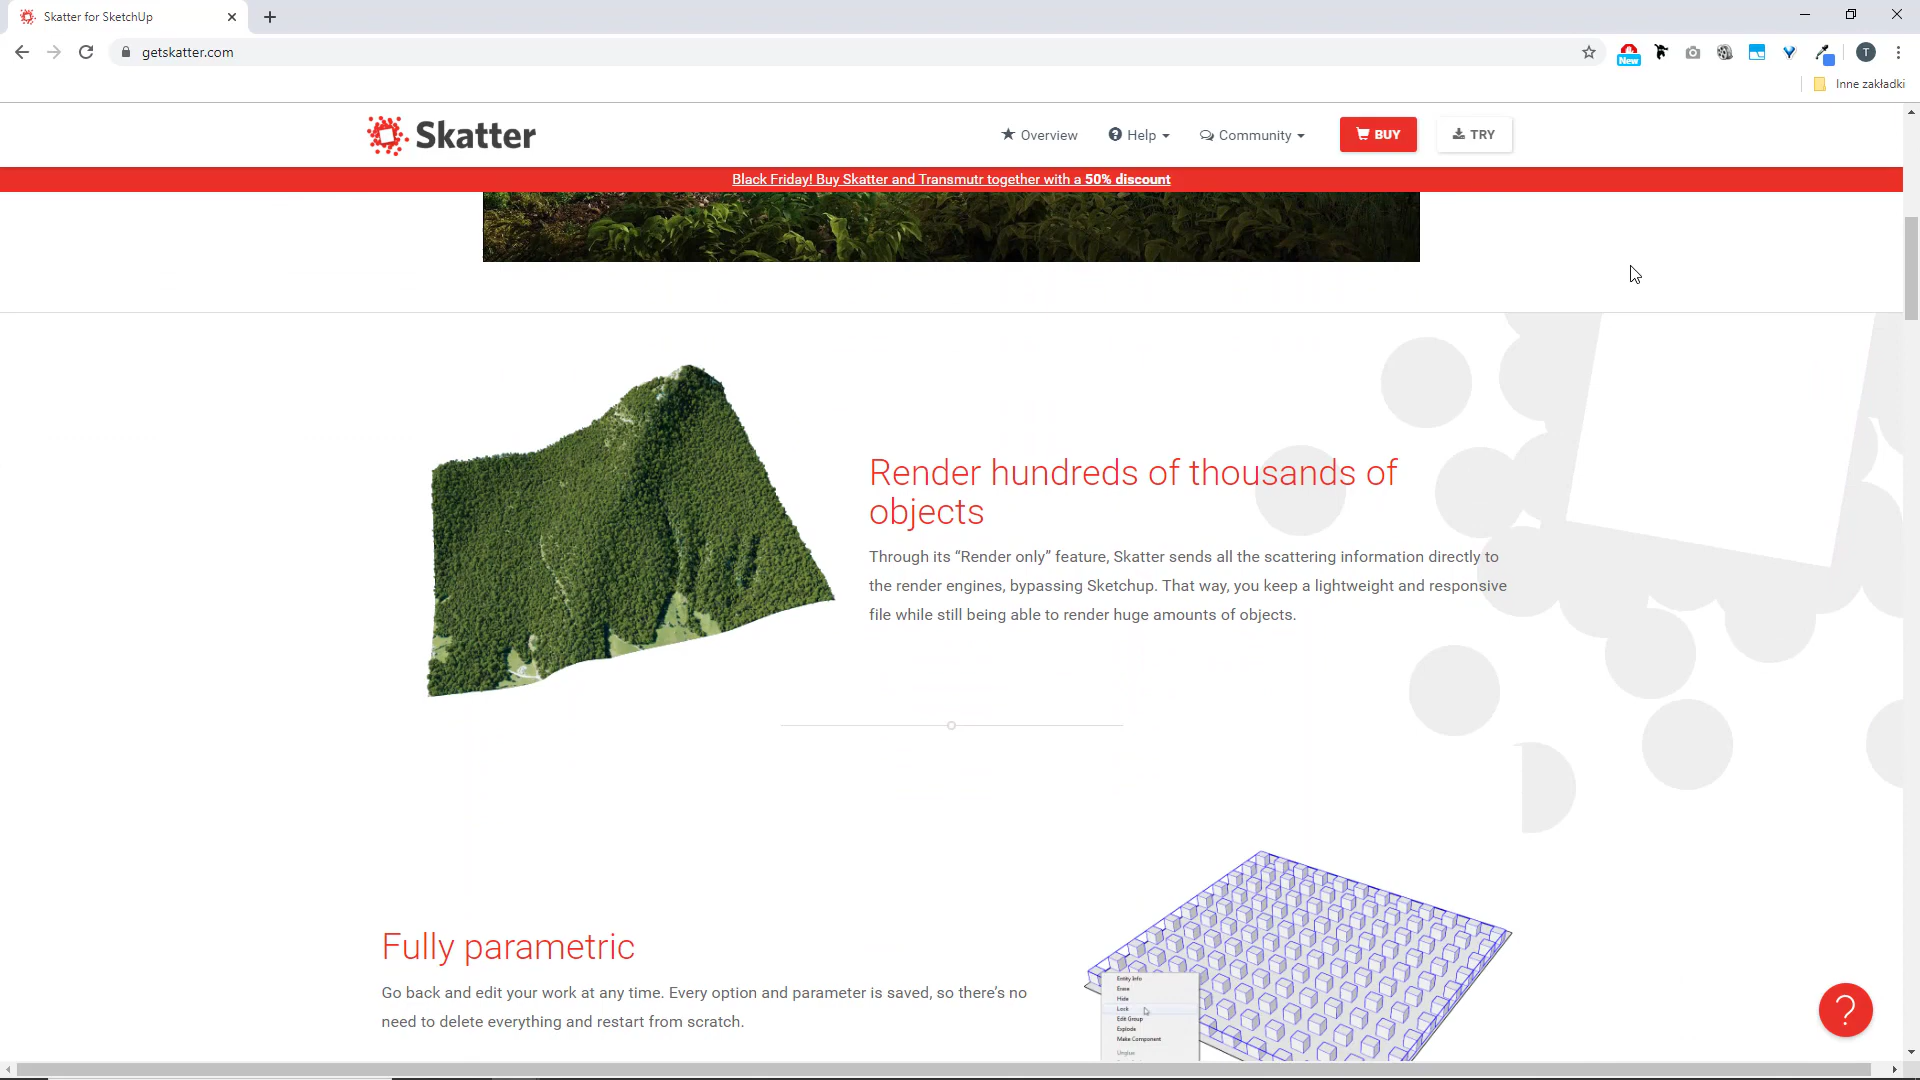 Skatter for SketchUp
getskatter.com
New
T
Inne zakładki
Skatter
Overview
Help
Community
BUY
TRY
Black Friday! Buy Skatter and Transmutr together with a 50% discount
Render hundreds of thousands of
objects
Through its “Render only” feature, Skatter sends all the scattering information directly to
the render engines, bypassing Sketchup. That way, you keep a lightweight and responsive
file while still being able to render huge amounts of objects.
Fully parametric
Go back and edit your work at any time. Every option and parameter is saved, so there’s no
need to delete everything and restart from scratch.
Entity Info
Erase
Hide
Lock
Edit Group
Explode
Make Component
Unglue
?